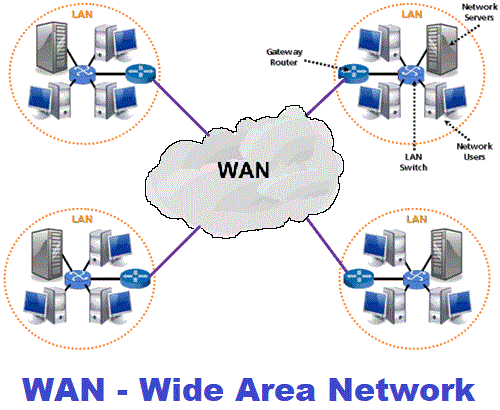 LAN
LAN
Network
Servers
Gateway
Router
LAN
Switch
Network
Users
WAN
LAN
LAN
WAN - Wide Area Network